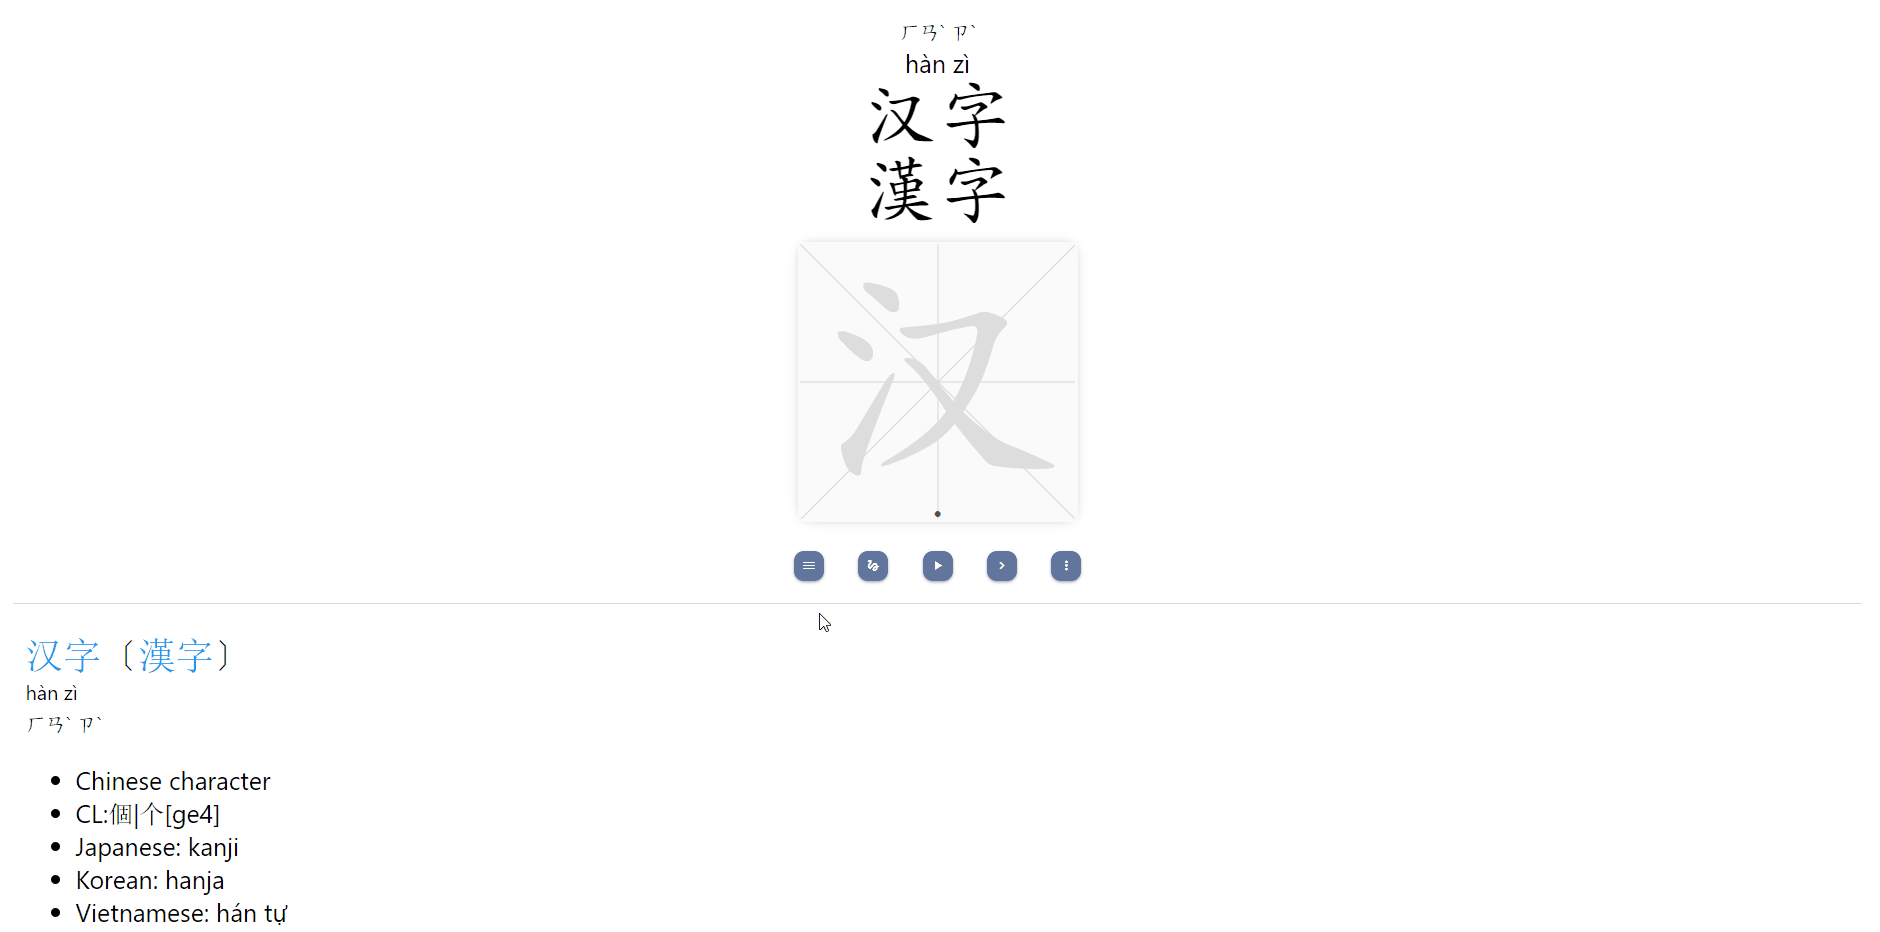 ㄏㄢˋ ㄗˋ
hàn zì
汉字
漢字
汉
汉字〔漢字〕
hàn zì
ㄏㄢˋ ㄗˋ
Chinese character
CL:個|个[ge4]
Japanese: kanji
Korean: hanja
Vietnamese: hán tự